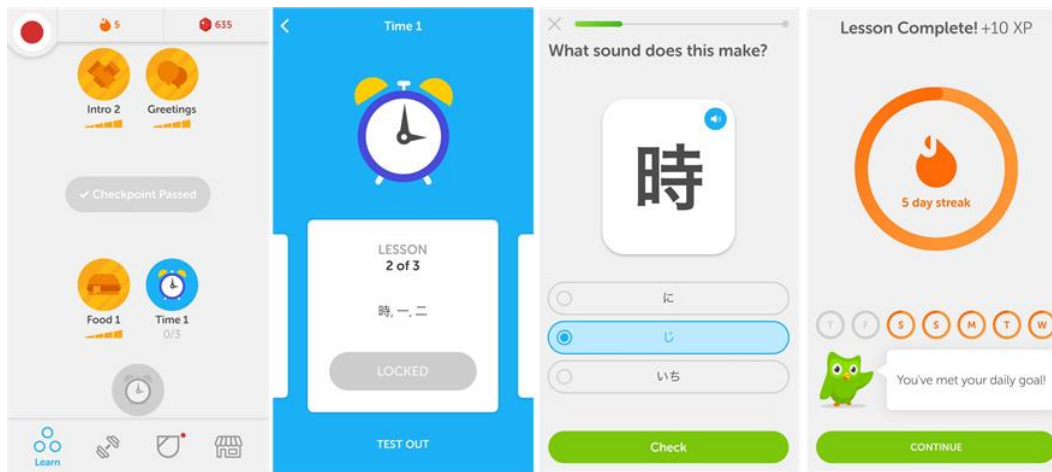 5
635
Intro 2
Greetings
✓ Checkpoint Passed
Food 1
Time 1
0/3
Learn
Time 1
LESSON
2 of 3
時, 一, 二
LOCKED
TEST OUT
What sound does this make?
時
に
じ
いち
Check
Lesson Complete! +10 XP
5 day streak
T F S S M T W
You've met your daily goal!
CONTINUE